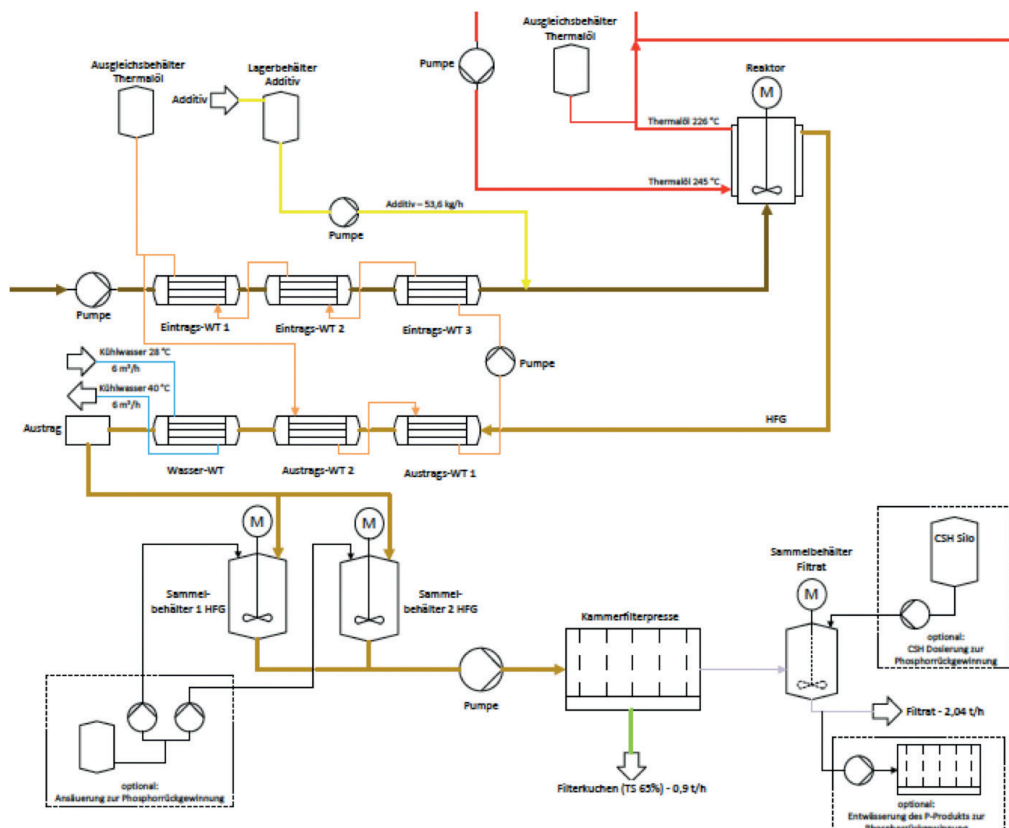 Ausgleichsbehälter
Thermalöl
Ausgleichsbehälter
Thermalöl
Lagerbehälter
Additiv
Pumpe
Reaktor
M
Additiv
Thermalöl 226 °C
Thermalöl 245 °C
Additiv – 53,6 kg/h
Pumpe
Pumpe
Eintrags-WT 1
Eintrags-WT 2
Eintrags-WT 3
Kühlwasser 28 °C
6 m³/h
Kühlwasser 40 °C
6 m³/h
Pumpe
Austrag
HFG
Wasser-WT
Austrags-WT 2
Austrags-WT 1
M
M
Sammel-
behälter 1 HFG
Sammel-
behälter 2 HFG
Kammerfilterpresse
Sammelbehälter
Filtrat
M
CSH Silo
optional:
CSH Dosierung zur
Phosphorrückgewinnung
Pumpe
Filtrat - 2,04 t/h
optional:
Ansäuerung zur Phosphorrückgewinnung
Filterkuchen (TS 65%) - 0,9 t/h
optional:
Entwässerung des P-Produkts zur
Phosphorrückgewinnung